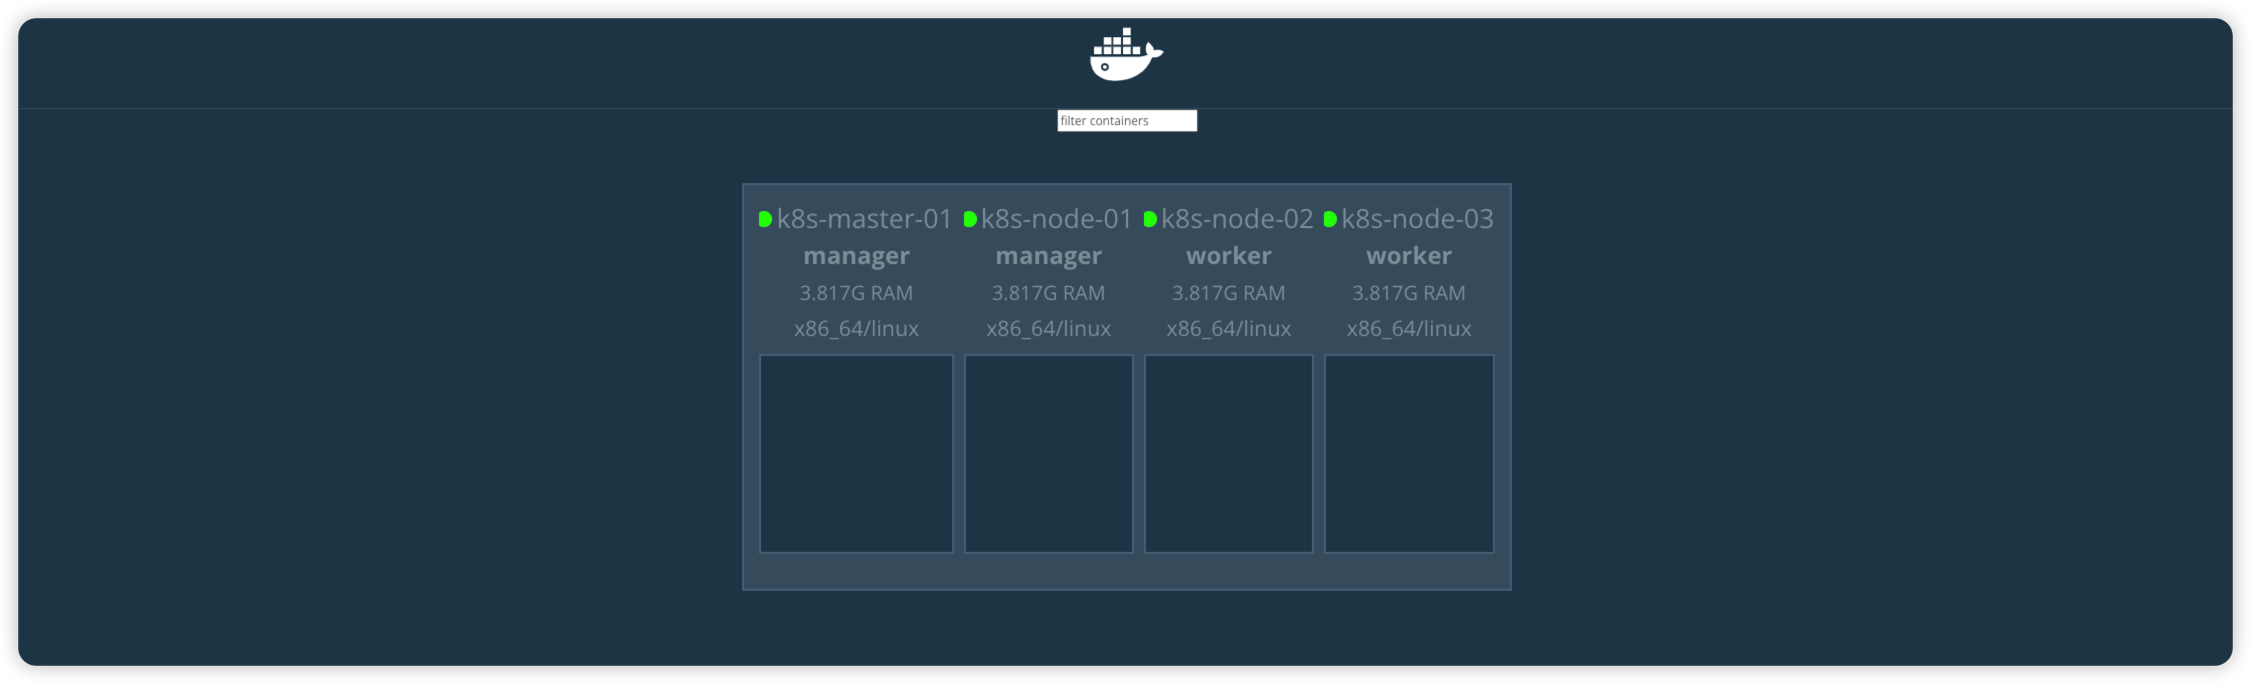 filter containers
k8s-master-01 k8s-node-01 k8s-node-02 k8s-node-03
manager manager worker worker
3.817G RAM 3.817G RAM 3.817G RAM 3.817G RAM
x86_64/linux x86_64/linux x86_64/linux x86_64/linux